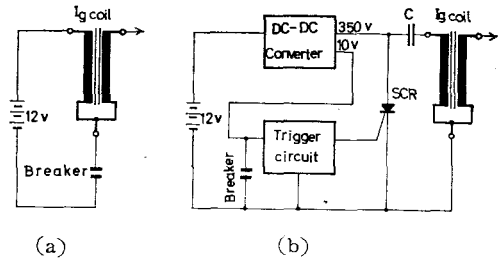 Ig coil
12v
Breaker
(a)
DC-DC
Converter
350v
10v
C
Ig coil
SCR
12v
Breaker
Trigger
circuit
(b)